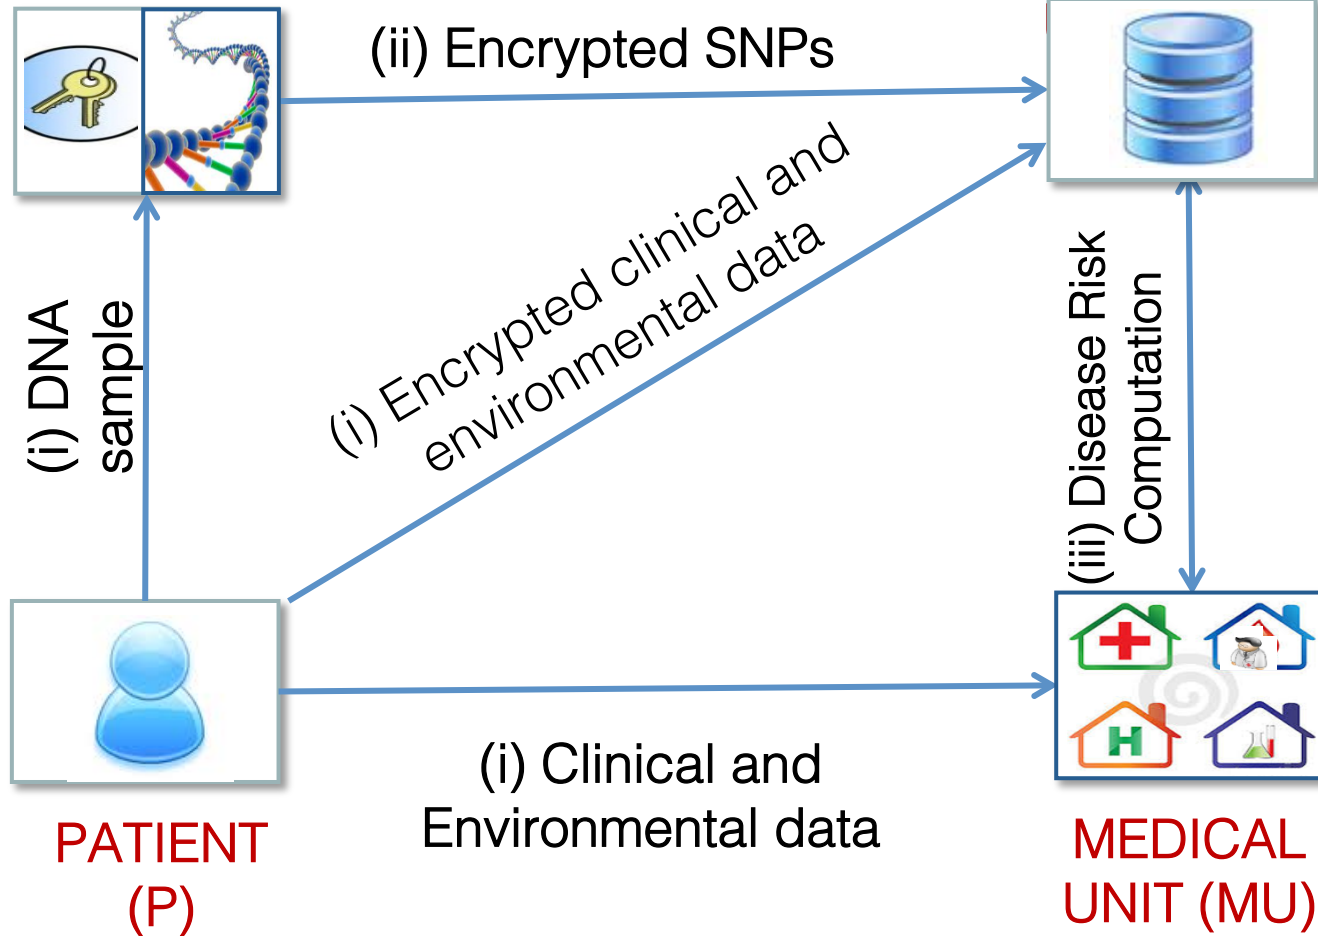 (ii) Encrypted SNPs
(i) DNA
sample
(i) Encrypted clinical and
environmental data
(iii) Disease Risk
Computation
H
(i) Clinical and
Environmental data
PATIENT
(P)
MEDICAL
UNIT (MU)